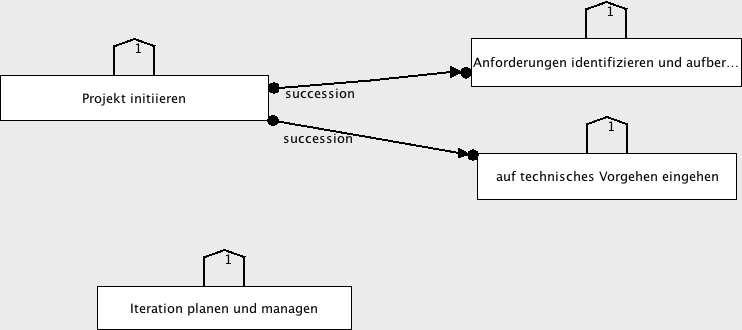 1
Anforderungen identifizieren und aufber...
1
Projekt initiieren
succession
succession
1
auf technisches Vorgehen eingehen
1
Iteration planen und managen